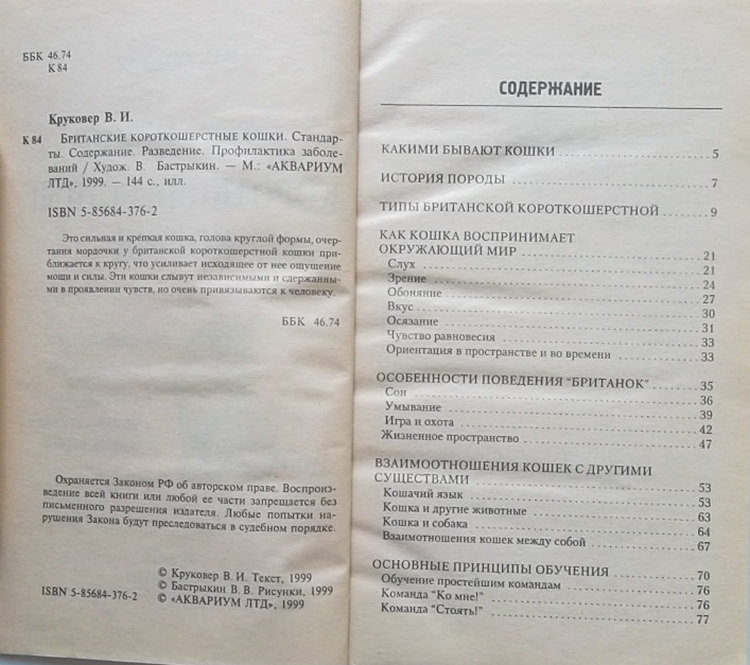 ББК 46.74
К 84
Круковер В. И.
К 84 Британские короткошерстные кошки. Стандар-
ты. Содержание. Разведение. Профилактика заболе-
ваний / Худож. В. Бастрыкин. — М.: «АКВАРИУМ
ЛТД», 1999. — 144 с., илл.
ISBN 5-85684-376-2
Это сильная и крепкая кошка, голова круглой формы, очер-
тания мордочки у британской короткошерстной кошки при-
ближается к кругу, что усиливает исходящее от нее ощущение
мощи и силы. Эти кошки слывут независимыми и сдержанны-
ми в проявлении чувств, но очень привязываются к человеку.
ББК 46.74
Охраняется Законом РФ об авторском праве. Воспроиз-
ведение всей книги или любой ее части запрещается без
письменного разрешения издателя. Любые попытки на-
рушения Закона будут преследоваться в судебном порядке.
© Круковер В. И. Текст, 1999
© Бастрыкин В. В. Рисунки, 1999
ISBN 5-85684-376-2 © «АКВАРИУМ ЛТД», 1999
СОДЕРЖАНИЕ
КАКИМИ БЫВАЮТ КОШКИ 5
ИСТОРИЯ ПОРОДЫ 7
ТИПЫ БРИТАНСКОЙ КОРОТКОШЕРСТНОЙ 9
КАК КОШКА ВОСПРИНИМАЕТ
ОКРУЖАЮЩИЙ МИР 21
Слух 21
Зрение 24
Обоняние 27
Вкус 30
Осязание 31
Чувство равновесия 33
Ориентация в пространстве и во времени 33
ОСОБЕННОСТИ ПОВЕДЕНИЯ "БРИТАНОК" 35
Сон 36
Умывание 39
Игра и охота 42
Жизненное пространство 47
ВЗАИМООТНОШЕНИЯ КОШЕК С ДРУГИМИ
СУЩЕСТВАМИ 53
Кошачий язык 53
Кошка и другие животные 63
Кошка и собака 64
Взаимоотношения кошек между собой 67
ОСНОВНЫЕ ПРИНЦИПЫ ОБУЧЕНИЯ 70
Обучение простейшим командам 76
Команда "Ко мне!" 76
Команда "Стоять!" 77